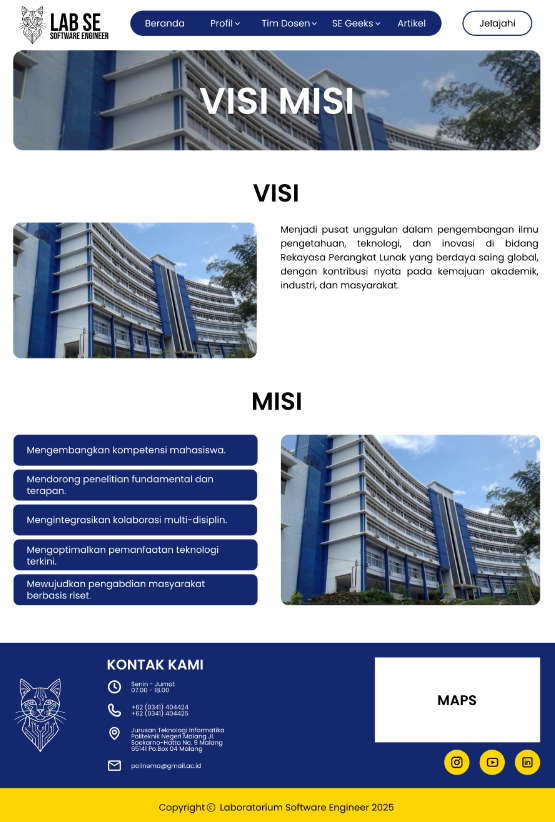 LAB SE
SOFTWARE ENGINEER
Beranda
Profil
Tim Dosen
SE Geeks
Artikel
Jelajahi
VISI MISI
VISI
Menjadi pusat unggulan dalam pengembangan ilmu
pengetahuan, teknologi, dan inovasi di bidang
Rekayasa Perangkat Lunak yang berdaya saing global,
dengan kontribusi nyata pada kemajuan akademik,
industri, dan masyarakat.
MISI
Mengembangkan kompetensi mahasiswa.
Mendorong penelitian fundamental dan
terapan.
Mengintegrasikan kolaborasi multi-disiplin.
Mengoptimalkan pemanfaatan teknologi
terkini.
Mewujudkan pengabdian masyarakat
berbasis riset.
KONTAK KAMI
Senin - Jumat
07.00 - 18.00
+62 (0341) 404424
+62 (0341) 404425
Jurusan Teknologi Informatika
Politeknik Negeri Malang Jl.
Soekarno-Hatta No. 9 Malang
95141 Po.Box 04 Malang
polinema@gmail.ac.id
MAPS
in
Copyright © Laboratorium Software Engineer 2025